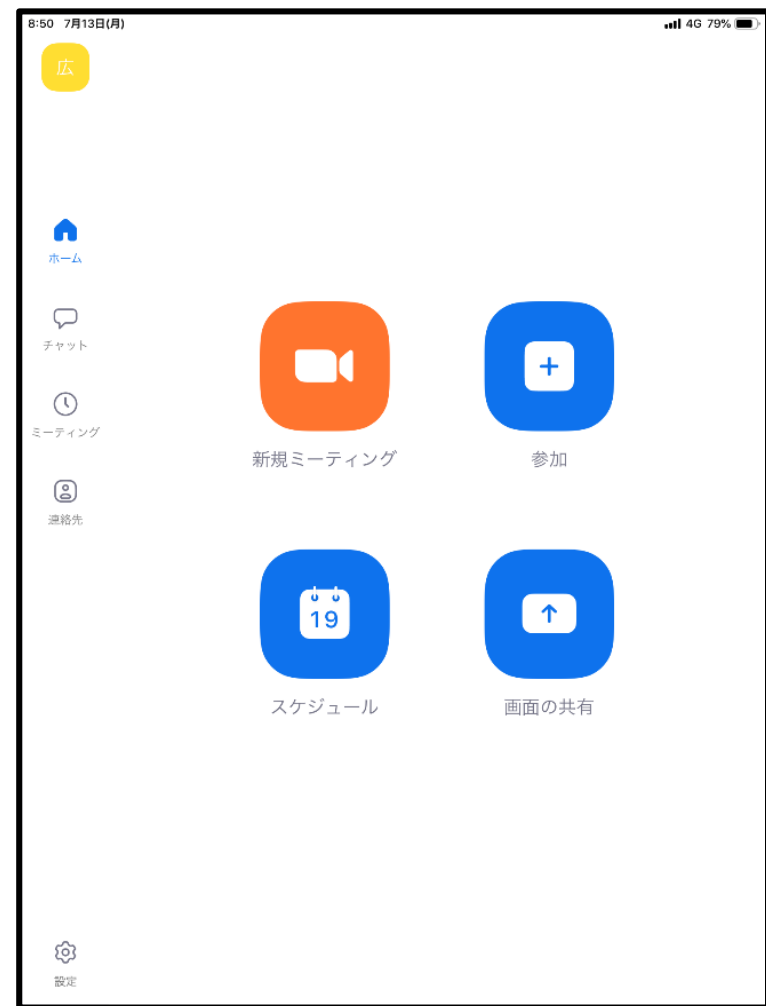 8:50 7月13日(月)
4G 79%
広
ホーム
チャット
ミーティング
連絡先
新規ミーティング
参加
19
スケジュール
画面の共有
設定